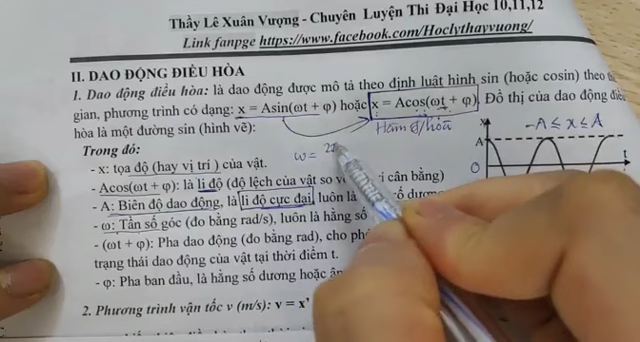 Thầy Lê Xuân Vượng - Chuyên Luyện Thi Đại Học 10,11,12
Link fanpge https://www.facebook.com/Hoclythayvuong/
II. DAO ĐỘNG ĐIỀU HÒA
1. Dao động điều hòa: là dao động được mô tả theo định luật hình sin (hoặc cosin) theo
gian, phương trình có dạng: x = Asin(ωt + φ) hoặc x = Acos(ωt + φ). Đồ thị của dao động
hòa là một đường sin (hình vẽ):
Hàm đ/hòa
x
-A ≤ x ≤ A
Trong đó:
ω = 2
A
- x: tọa độ (hay vị trí) của vật.
t
- Acos(ωt + φ): là li độ (độ lệch của vật so cân bằng)
0
- A: Biên độ dao động, là li độ cực đại, luôn là số dương
- ω: Tần số góc (đo bằng rad/s), luôn là hằng số
- (ωt + φ): Pha dao động (đo bằng rad), cho
trạng thái dao động của vật tại thời điểm t.
- φ: Pha ban đầu, là hằng số dương hoặc
2. Phương trình vận tốc v (m/s): v = x'